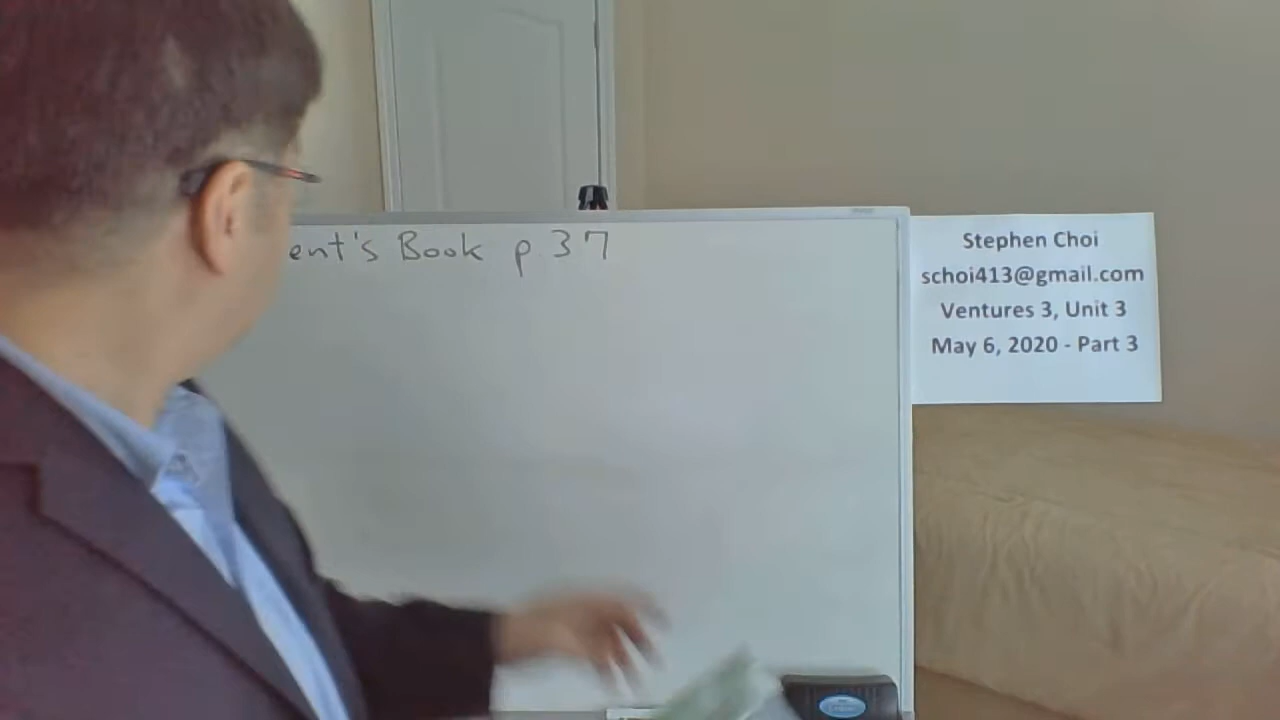 ent's Book p 37
Stephen Choi
schoi413@gmail.com
Ventures 3, Unit 3
May 6, 2020 - Part 3